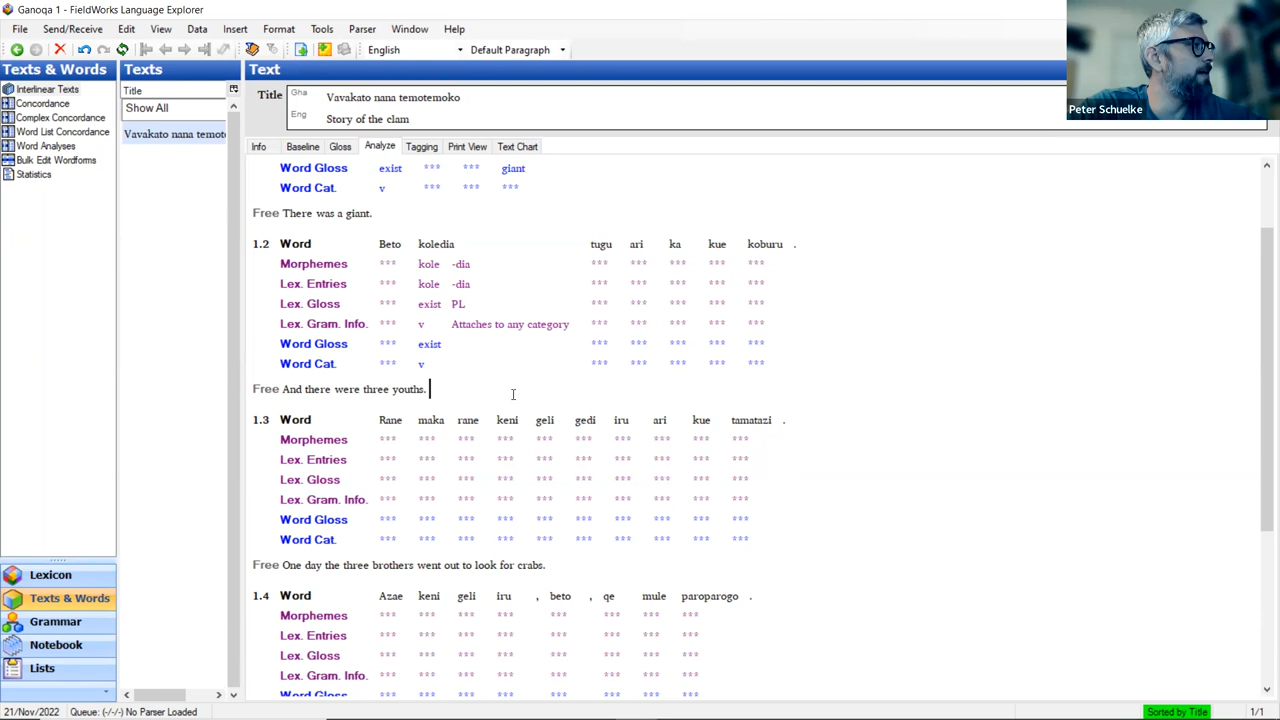 Ganoqa 1 - FieldWorks Language Explorer
File Send/Receive Edit View Data Insert Format Tools Parser Window Help
English Default Paragraph
Texts & Words Texts Text
Interlinear Texts
Concordance
Complex Concordance
Word List Concordance
Word Analyses
Bulk Edit Wordforms
Statistics
Title
Show All
Vavakato nana temot
Title Gha Vavakato nana temotemoko
Eng Story of the clam
Peter Schuelke
Info Baseline Gloss Analyze Tagging Print View Text Chart
Word Gloss exist *** *** giant
Word Cat. v *** *** ***
Free There was a giant.
1.2 Word Beto koledia tugu ari ka kue koburu .
Morphemes *** kole -dia *** *** *** *** ***
Lex. Entries *** kole -dia *** *** *** *** ***
Lex. Gloss *** exist PL *** *** *** *** ***
Lex. Gram. Info. *** v Attaches to any category *** *** *** *** ***
Word Gloss *** exist *** *** *** *** ***
Word Cat. *** v *** *** *** *** ***
Free And there were three youths.
1.3 Word Rane maka rane keni geli gedi iru ari kue tamatazi .
Morphemes *** *** *** *** *** *** *** *** *** ***
Lex. Entries *** *** *** *** *** *** *** *** *** ***
Lex. Gloss *** *** *** *** *** *** *** *** *** ***
Lex. Gram. Info. *** *** *** *** *** *** *** *** *** ***
Word Gloss *** *** *** *** *** *** *** *** *** ***
Word Cat. *** *** *** *** *** *** *** *** *** ***
Free One day the three brothers went out to look for crabs.
1.4 Word Azae keni geli iru , beto , qe mule paroparogo .
Morphemes *** *** *** *** *** *** *** ***
Lex. Entries *** *** *** *** *** *** *** ***
Lex. Gloss *** *** *** *** *** *** *** ***
Lex. Gram. Info. *** *** *** *** *** *** *** ***
Word Gloss *** *** *** *** *** *** *** ***
Lexicon
Texts & Words
Grammar
Notebook
Lists
21/Nov/2022 Queue: (-/-/-) No Parser Loaded Sorted by Title 1/1